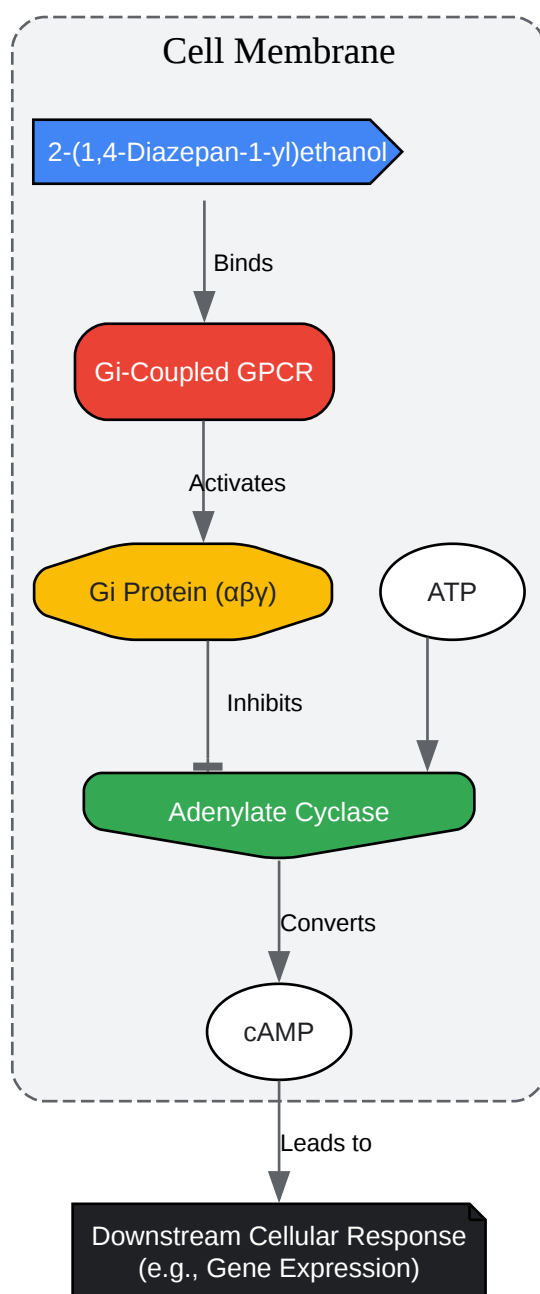 Cell Membrane
2-(1,4-Diazepan-1-yl)ethanol
Binds
Gi-Coupled GPCR
Activates
Gi Protein (αβγ)
ATP
Inhibits
Adenylate Cyclase
Converts
cAMP
Leads to
Downstream Cellular Response
(e.g., Gene Expression)